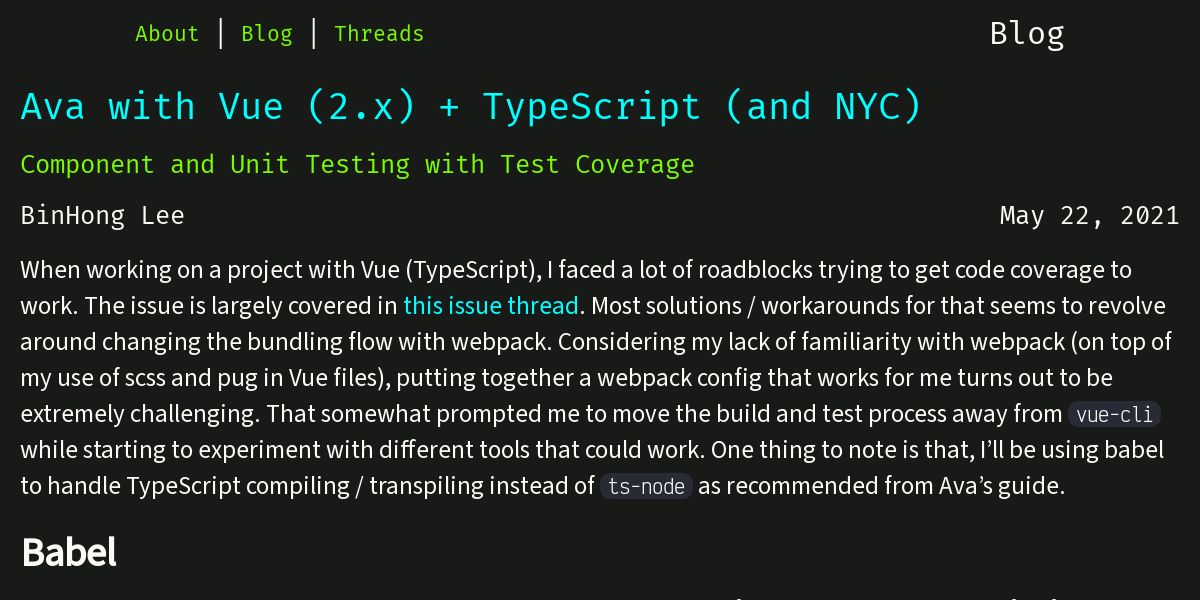 About | Blog | Threads Blog
Ava with Vue (2.x) + TypeScript (and NYC)
Component and Unit Testing with Test Coverage
BinHong Lee May 22, 2021
When working on a project with Vue (TypeScript), I faced a lot of roadblocks trying to get code coverage to
work. The issue is largely covered in this issue thread. Most solutions / workarounds for that seems to revolve
around changing the bundling flow with webpack. Considering my lack of familiarity with webpack (on top of
my use of scss and pug in Vue files), putting together a webpack config that works for me turns out to be
extremely challenging. That somewhat prompted me to move the build and test process away from vue-cli
while starting to experiment with different tools that could work. One thing to note is that, I’ll be using babel
to handle TypeScript compiling / transpiling instead of ts-node as recommended from Ava’s guide.
Babel